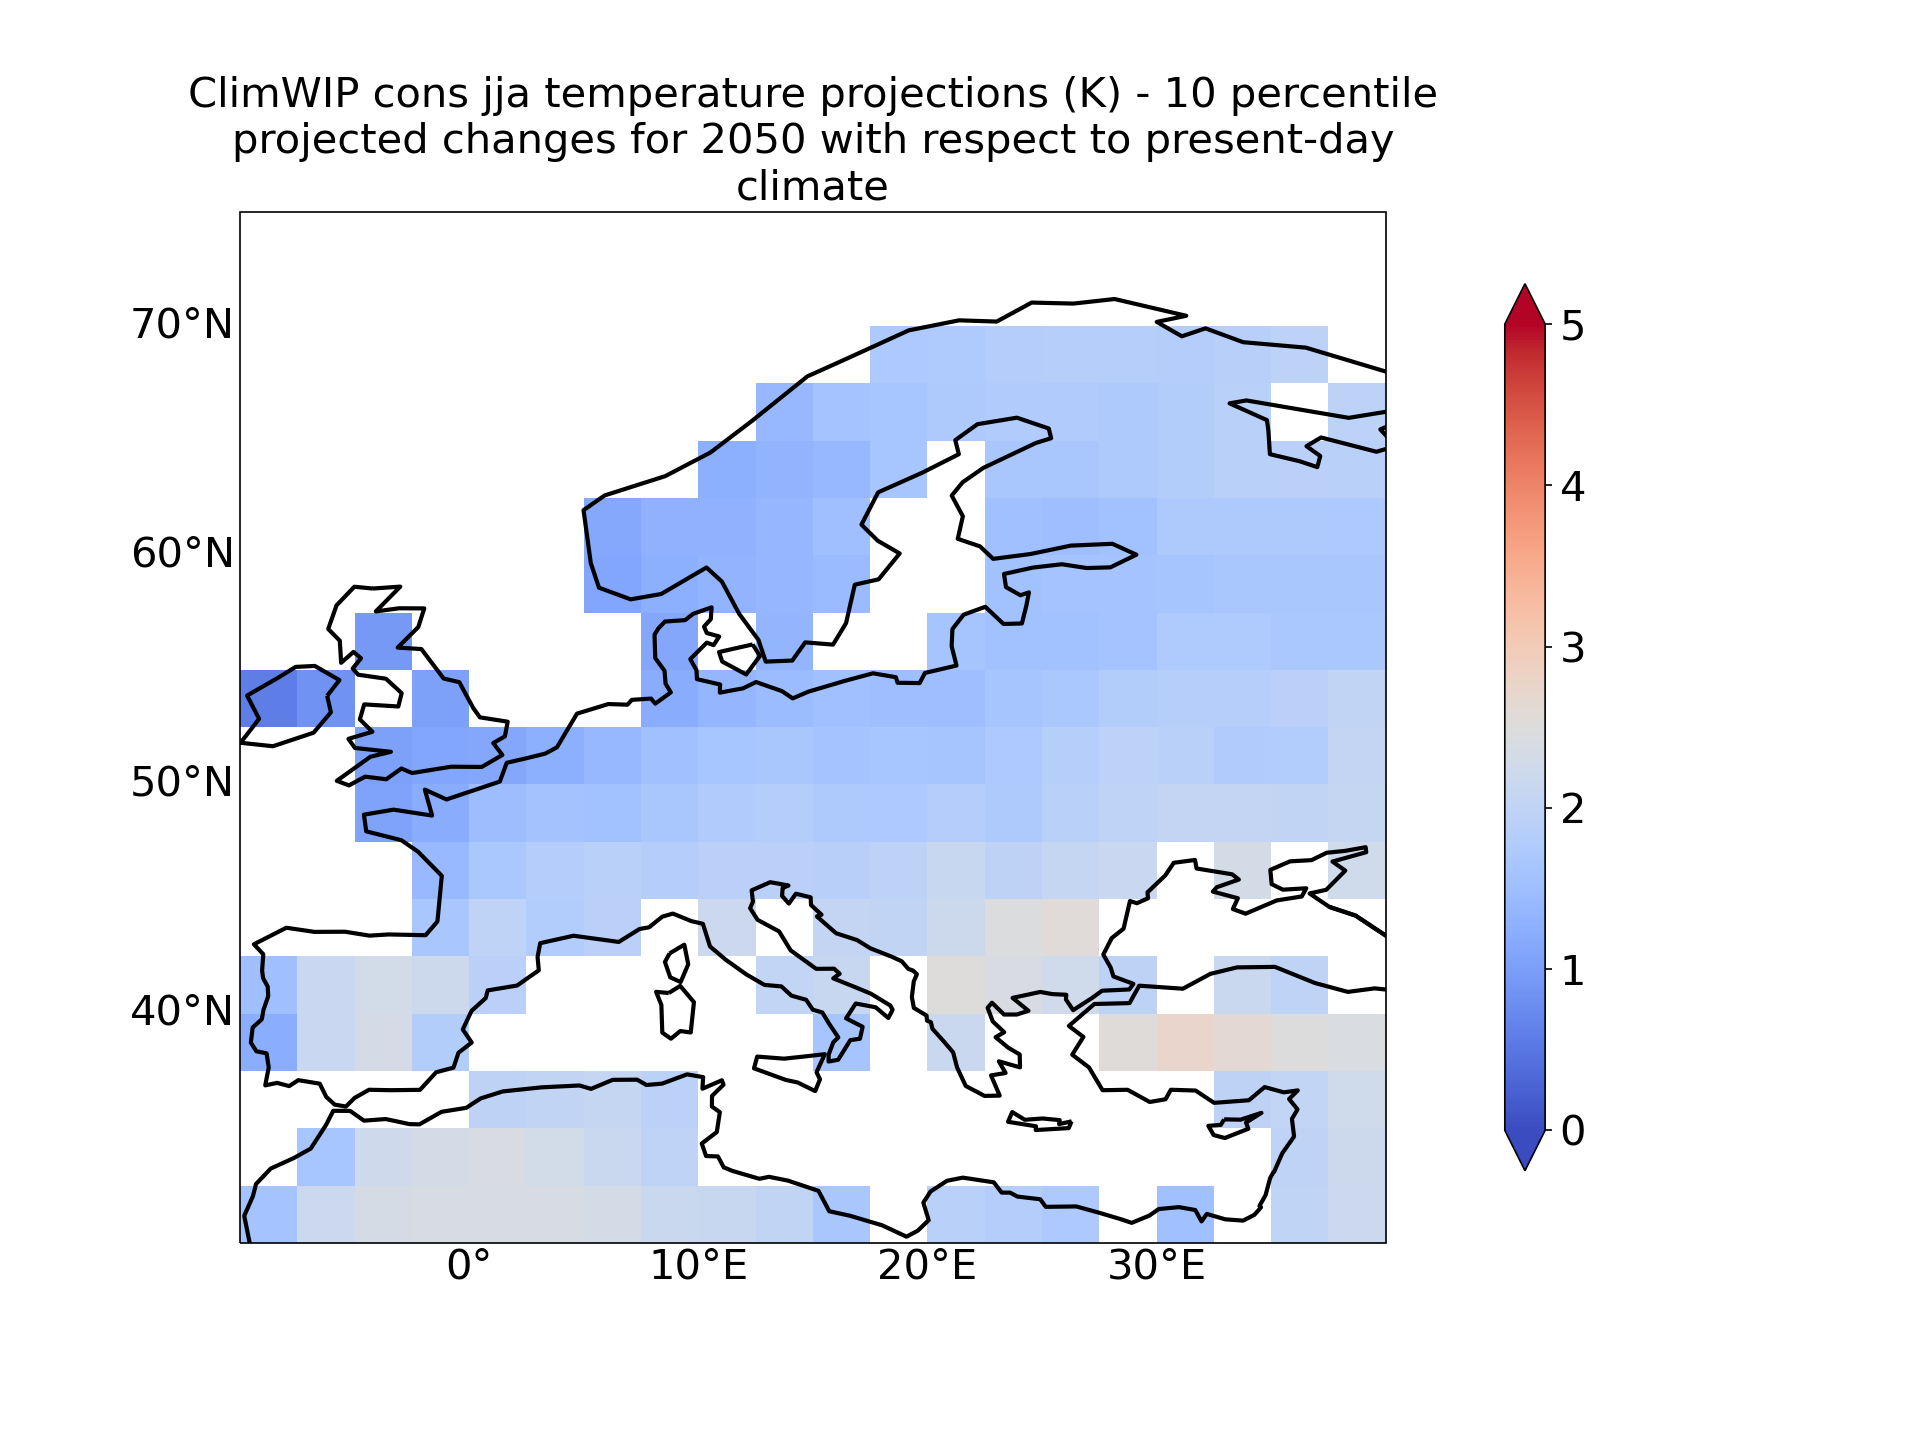 ClimWIP cons jja temperature projections (K) - 10 percentile
projected changes for 2050 with respect to present-day
climate
70°N
60°N
50°N
40°N
0°
10°E
20°E
30°E
5
4
3
2
1
0